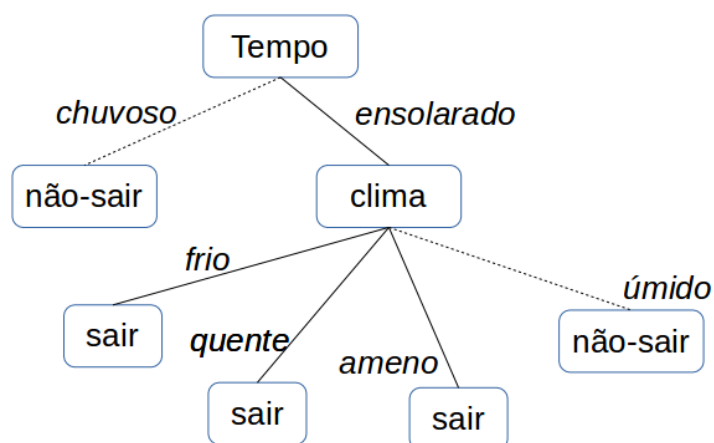 Tempo
chuvoso
ensolarado
não-sair
clima
frio
úmido
sair
quente
ameno
não-sair
sair
sair